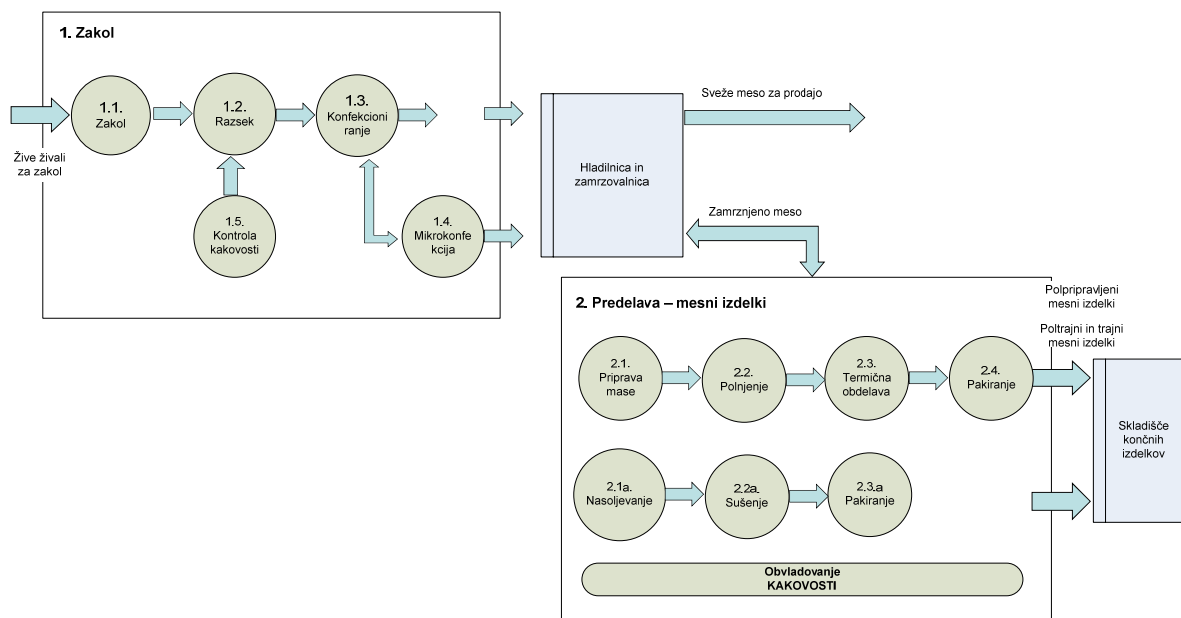 1. Zakol
Žive živali
za zakol
1.1.
Zakol
1.2.
Razsek
1.3.
Konfekcioni
ranje
1.5.
Kontrola
kakovosti
1.4.
Mikrokonfe
kcija
Hladilnica in
zamrzovalnica
Sveže meso za prodajo
Zamrznjeno meso
2. Predelava – mesni izdelki
2.1.
Priprava
mase
2.2.
Polnjenje
2.3.
Termična
obdelava
2.4.
Pakiranje
Polpripravljeni
mesni izdelki
Poltrajni in trajni
mesni izdelki
2.1a.
Nasoljevanje
2.2a.
Sušenje
2.3.a
Pakiranje
Skladišče
končnih
izdelkov
Obvladovanje
KAKOVOSTI